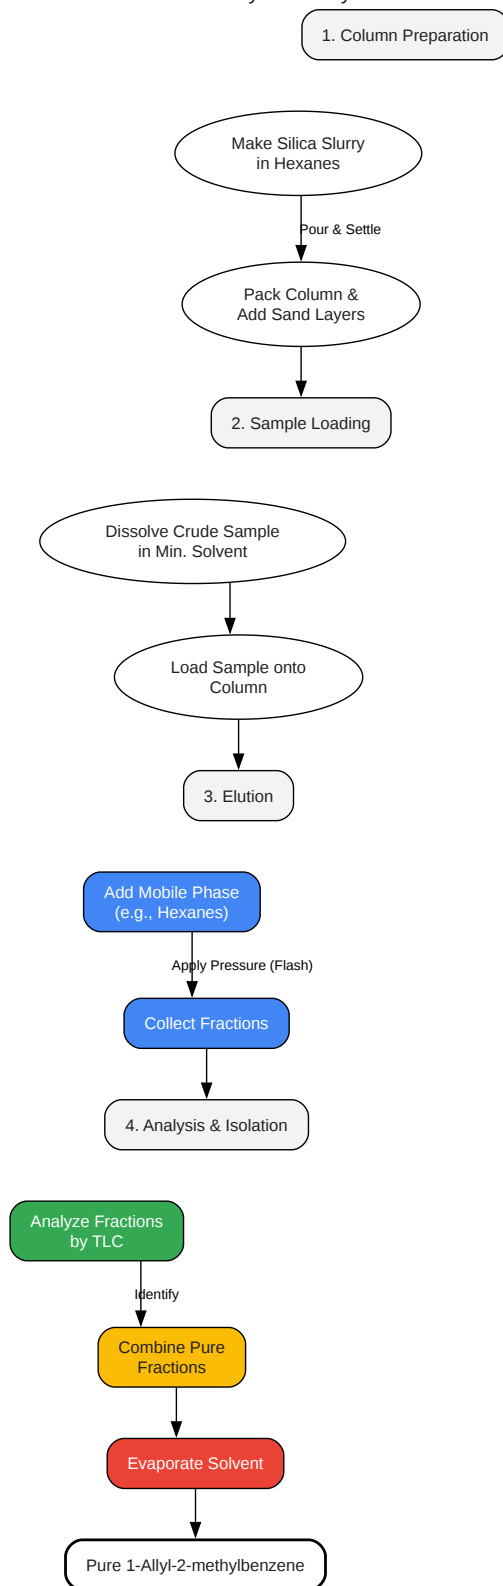 1. Column Preparation
Make Silica Slurry
in Hexanes
Pour & Settle
Pack Column &
Add Sand Layers
2. Sample Loading
Dissolve Crude Sample
in Min. Solvent
Load Sample onto
Column
3. Elution
Add Mobile Phase
(e.g., Hexanes)
Apply Pressure (Flash)
Collect Fractions
4. Analysis & Isolation
Analyze Fractions
by TLC
Identify
Combine Pure
Fractions
Evaporate Solvent
Pure 1-Allyl-2-methylbenzene